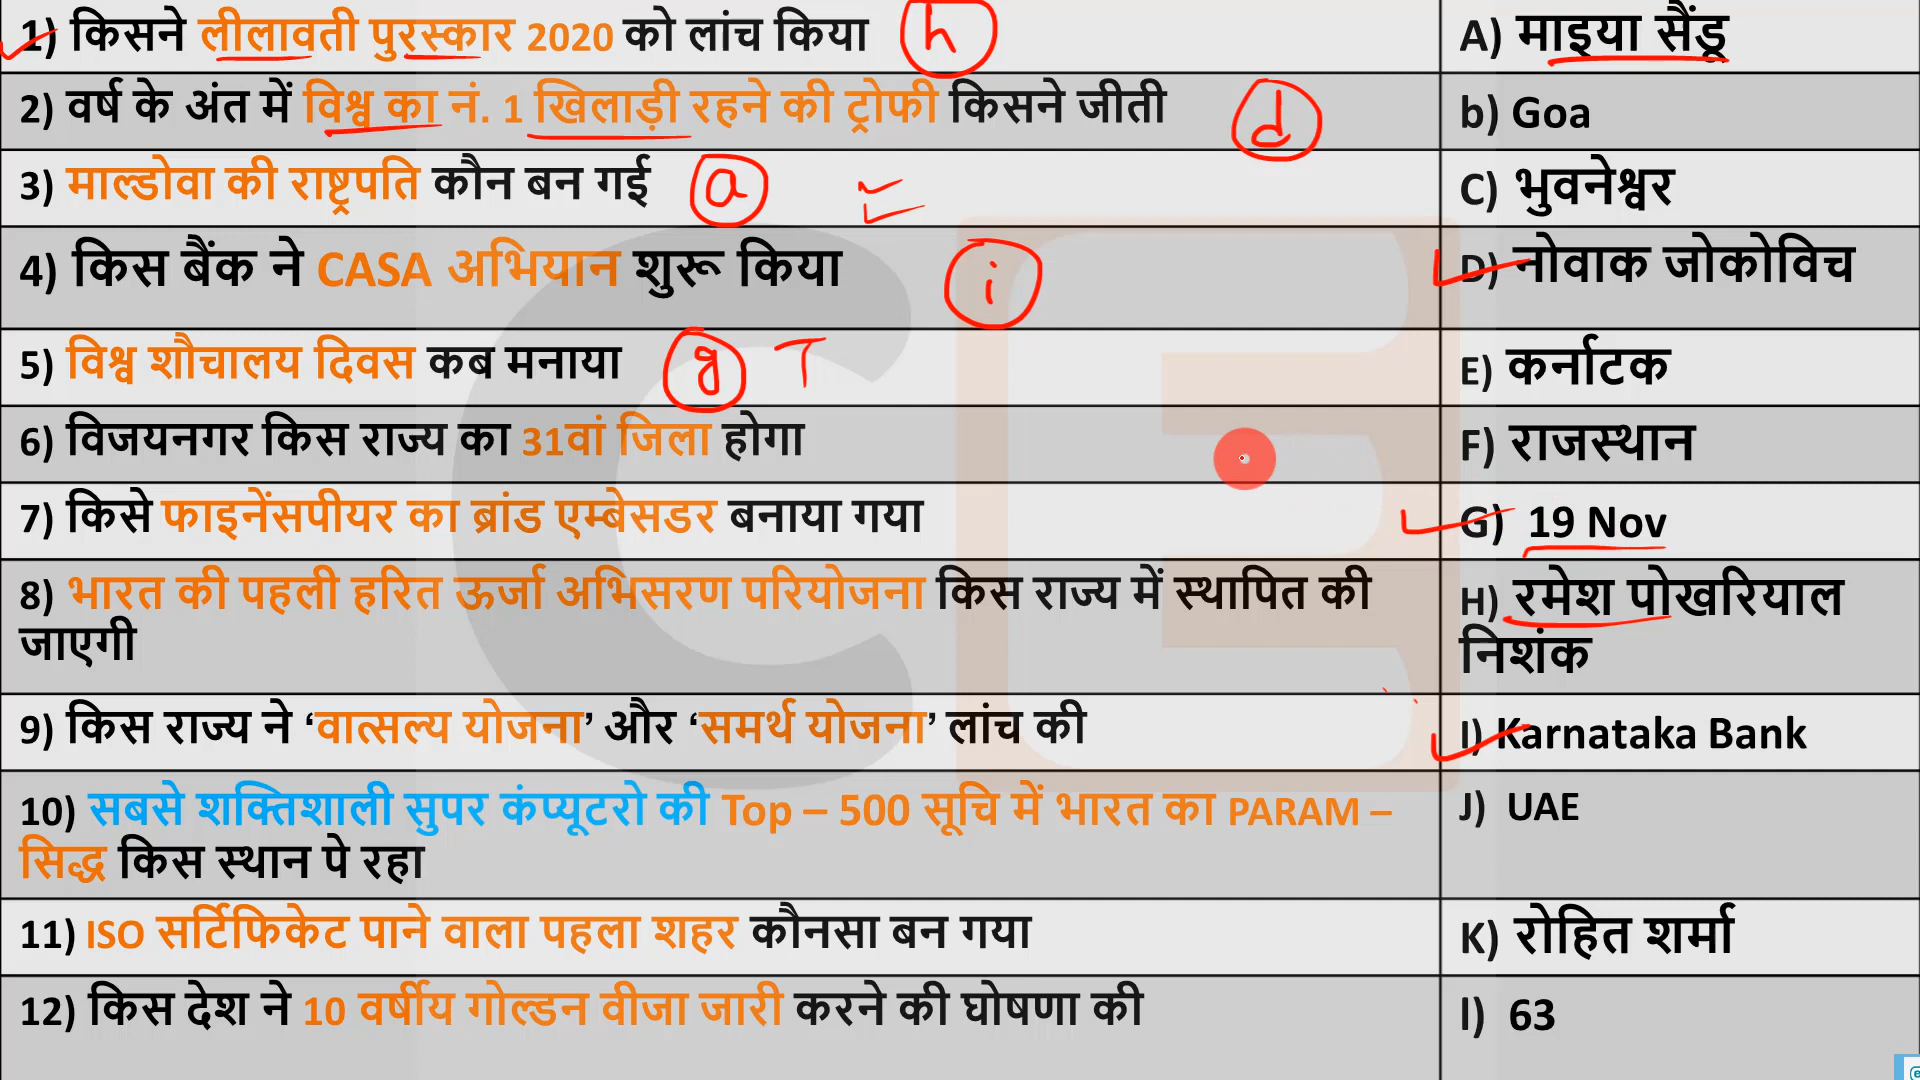 1) किसने लीलावती पुरस्कार 2020 को लांच किया h
A) माइया सैंडू
2) वर्ष के अंत में विश्व का नं. 1 खिलाड़ी रहने की ट्रोफी किसने जीती d
b) Goa
3) माल्डोवा की राष्ट्रपति कौन बन गई a
C) भुवनेश्वर
4) किस बैंक ने CASA अभियान शुरू किया i
D) नोवाक जोकोविच
5) विश्व शौचालय दिवस कब मनाया g T
E) कर्नाटक
6) विजयनगर किस राज्य का 31वां जिला होगा
F) राजस्थान
7) किसे फाइनेंसपीयर का ब्रांड एम्बेसडर बनाया गया
G) 19 Nov
8) भारत की पहली हरित ऊर्जा अभिसरण परियोजना किस राज्य में स्थापित की
जाएगी
H) रमेश पोखरियाल
निशंक
9) किस राज्य ने ‘वात्सल्य योजना’ और ‘समर्थ योजना’ लांच की
I) Karnataka Bank
10) सबसे शक्तिशाली सुपर कंप्यूटरो की Top – 500 सूचि में भारत का PARAM –
सिद्ध किस स्थान पे रहा
J) UAE
11) ISO सर्टिफिकेट पाने वाला पहला शहर कौनसा बन गया
K) रोहित शर्मा
12) किस देश ने 10 वर्षीय गोल्डन वीजा जारी करने की घोषणा की
l) 63
CE